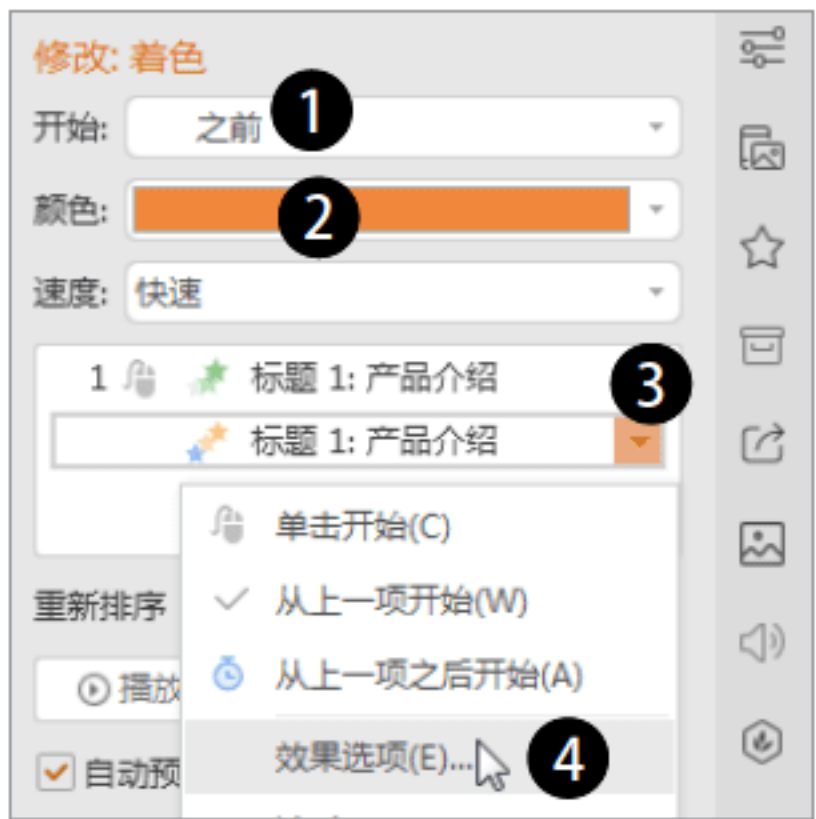 修改: 着色
开始: 之前 1
颜色: 2
速度: 快速
1 标题 1: 产品介绍 3
标题 1: 产品介绍
单击开始(C)
从上一项开始(W)
重新排序
从上一项之后开始(A)
播放
效果选项(E)... 4
自动预